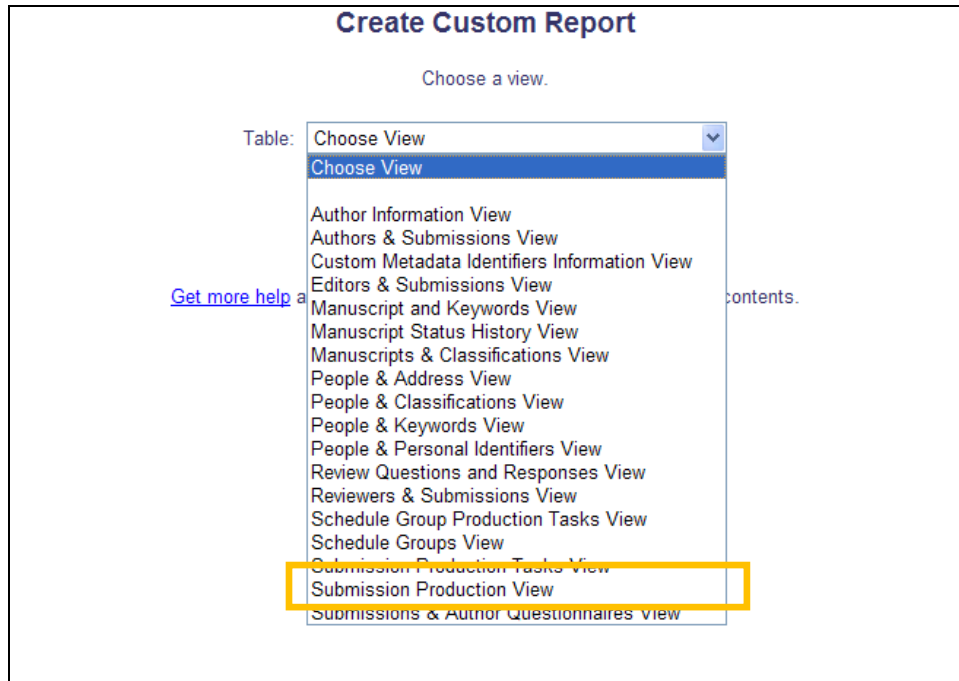 Create Custom Report
Choose a view.
Table: Choose View
Choose View
Author Information View
Authors & Submissions View
Custom Metadata Identifiers Information View
Editors & Submissions View
Get more help a contents.
Manuscript and Keywords View
Manuscript Status History View
Manuscripts & Classifications View
People & Address View
People & Classifications View
People & Keywords View
People & Personal Identifiers View
Review Questions and Responses View
Reviewers & Submissions View
Schedule Group Production Tasks View
Schedule Groups View
Submission Production Tasks View
Submission Production View
Submissions & Author Questionnaires View